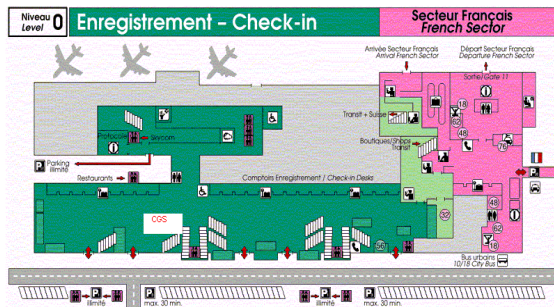 Niveau
Level
0
Enregistrement - Check-in
Secteur Français
French Sector
Arrivée Secteur Français
Arrival French Sector
Départ Secteur Français
Departure French Sector
Sortie/Gate 11
18
62
48
76
Transit + Suisse
Boutiques/Shops
Transit
Protocole
Skycom
P
Parking
illimité
Restaurants
Comptoirs Enregistrement / Check-in Desks
CGS
32
48
62
18
56
P
Bus urbains
10/18 City Bus
P
illimité
P
max. 30 min.
P
illimité
P
max. 30 min.